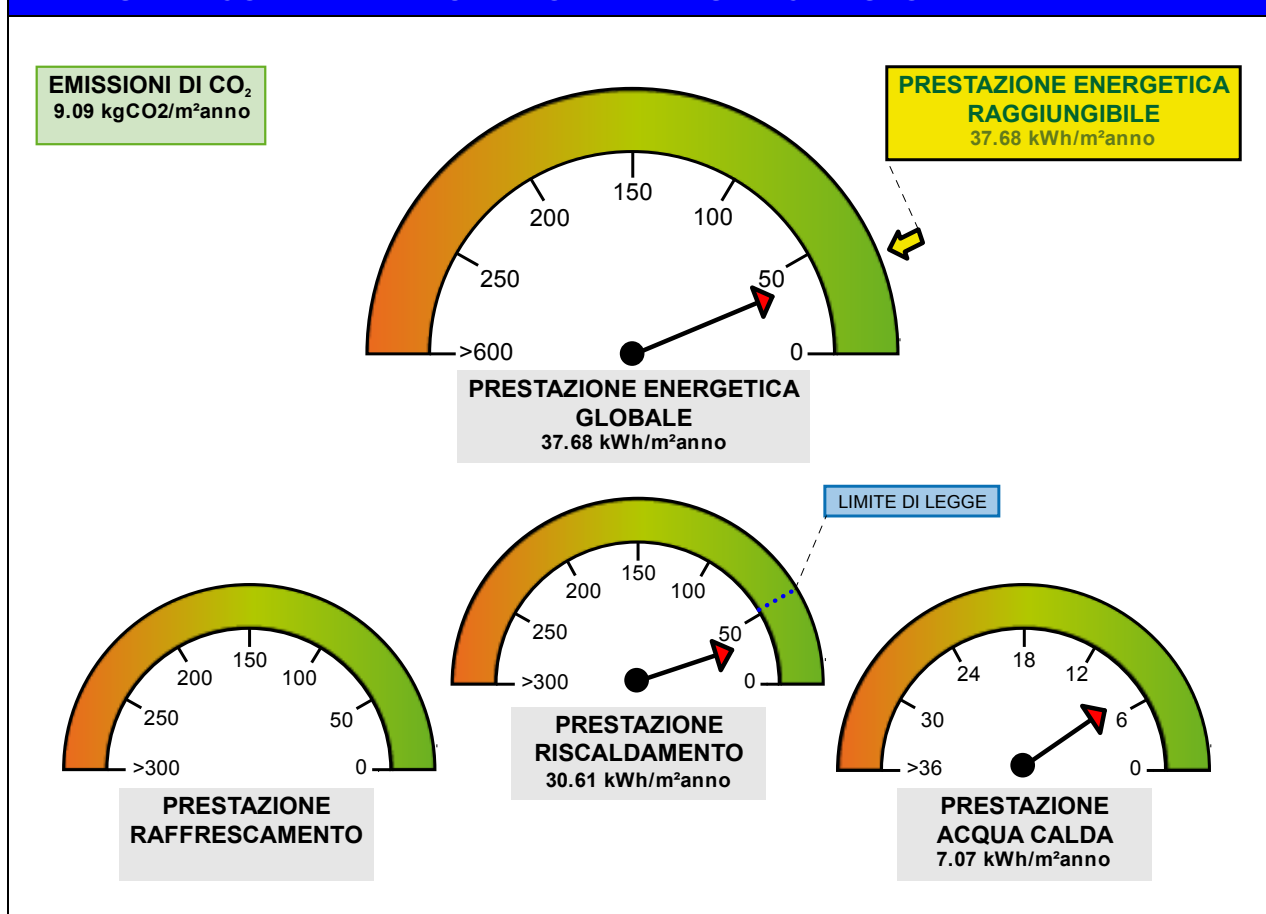 EMISSIONI DI CO₂
9.09 kgCO2/m²anno
PRESTAZIONE ENERGETICA
RAGGIUNGIBILE
37.68 kWh/m²anno
150
200
100
250
50
>600
0
PRESTAZIONE ENERGETICA
GLOBALE
37.68 kWh/m²anno
LIMITE DI LEGGE
150
200
100
250
50
>300
0
PRESTAZIONE
RISCALDAMENTO
30.61 kWh/m²anno
150
200
100
250
50
>300
0
PRESTAZIONE
RAFFRESCAMENTO
18
24
12
30
6
>36
0
PRESTAZIONE
ACQUA CALDA
7.07 kWh/m²anno